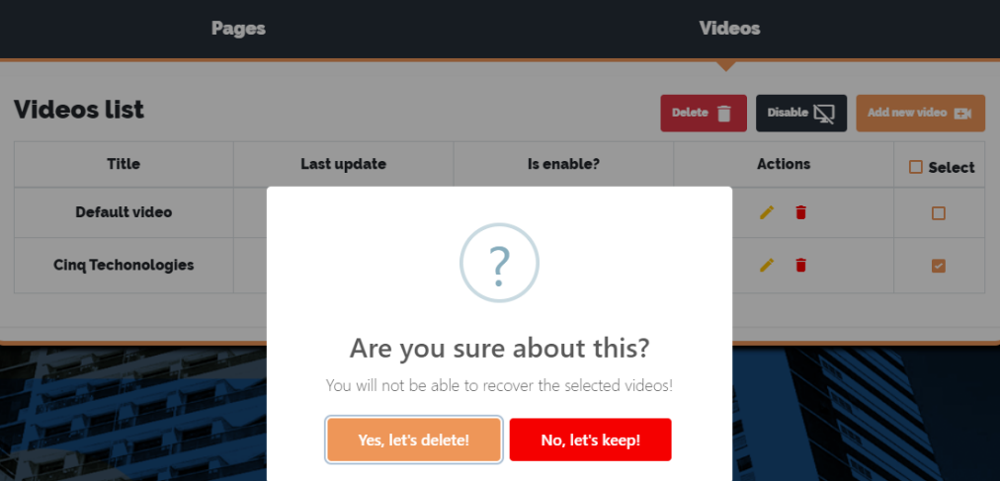 Pages Videos
Videos list Delete Disable Add new video
Title Last update Is enable? Actions Select
Default video
Cinq Techonologies
?
Are you sure about this?
You will not be able to recover the selected videos!
Yes, let's delete! No, let's keep!